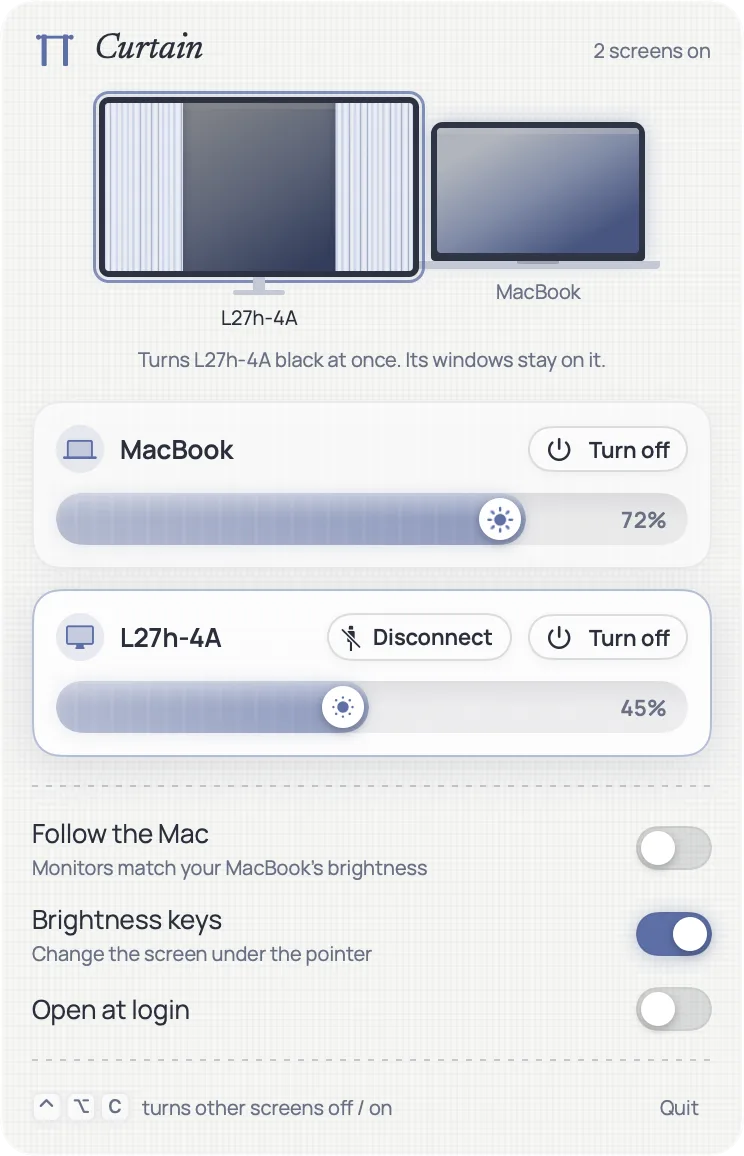 Curtain
2 screens on
L27h-4A
MacBook
Turns L27h-4A black at once. Its windows stay on it.
MacBook
Turn off
72%
L27h-4A
Disconnect
Turn off
45%
Follow the Mac
Monitors match your MacBook's brightness
Brightness keys
Change the screen under the pointer
Open at login
⌃ ⌥ C turns other screens off / on
Quit